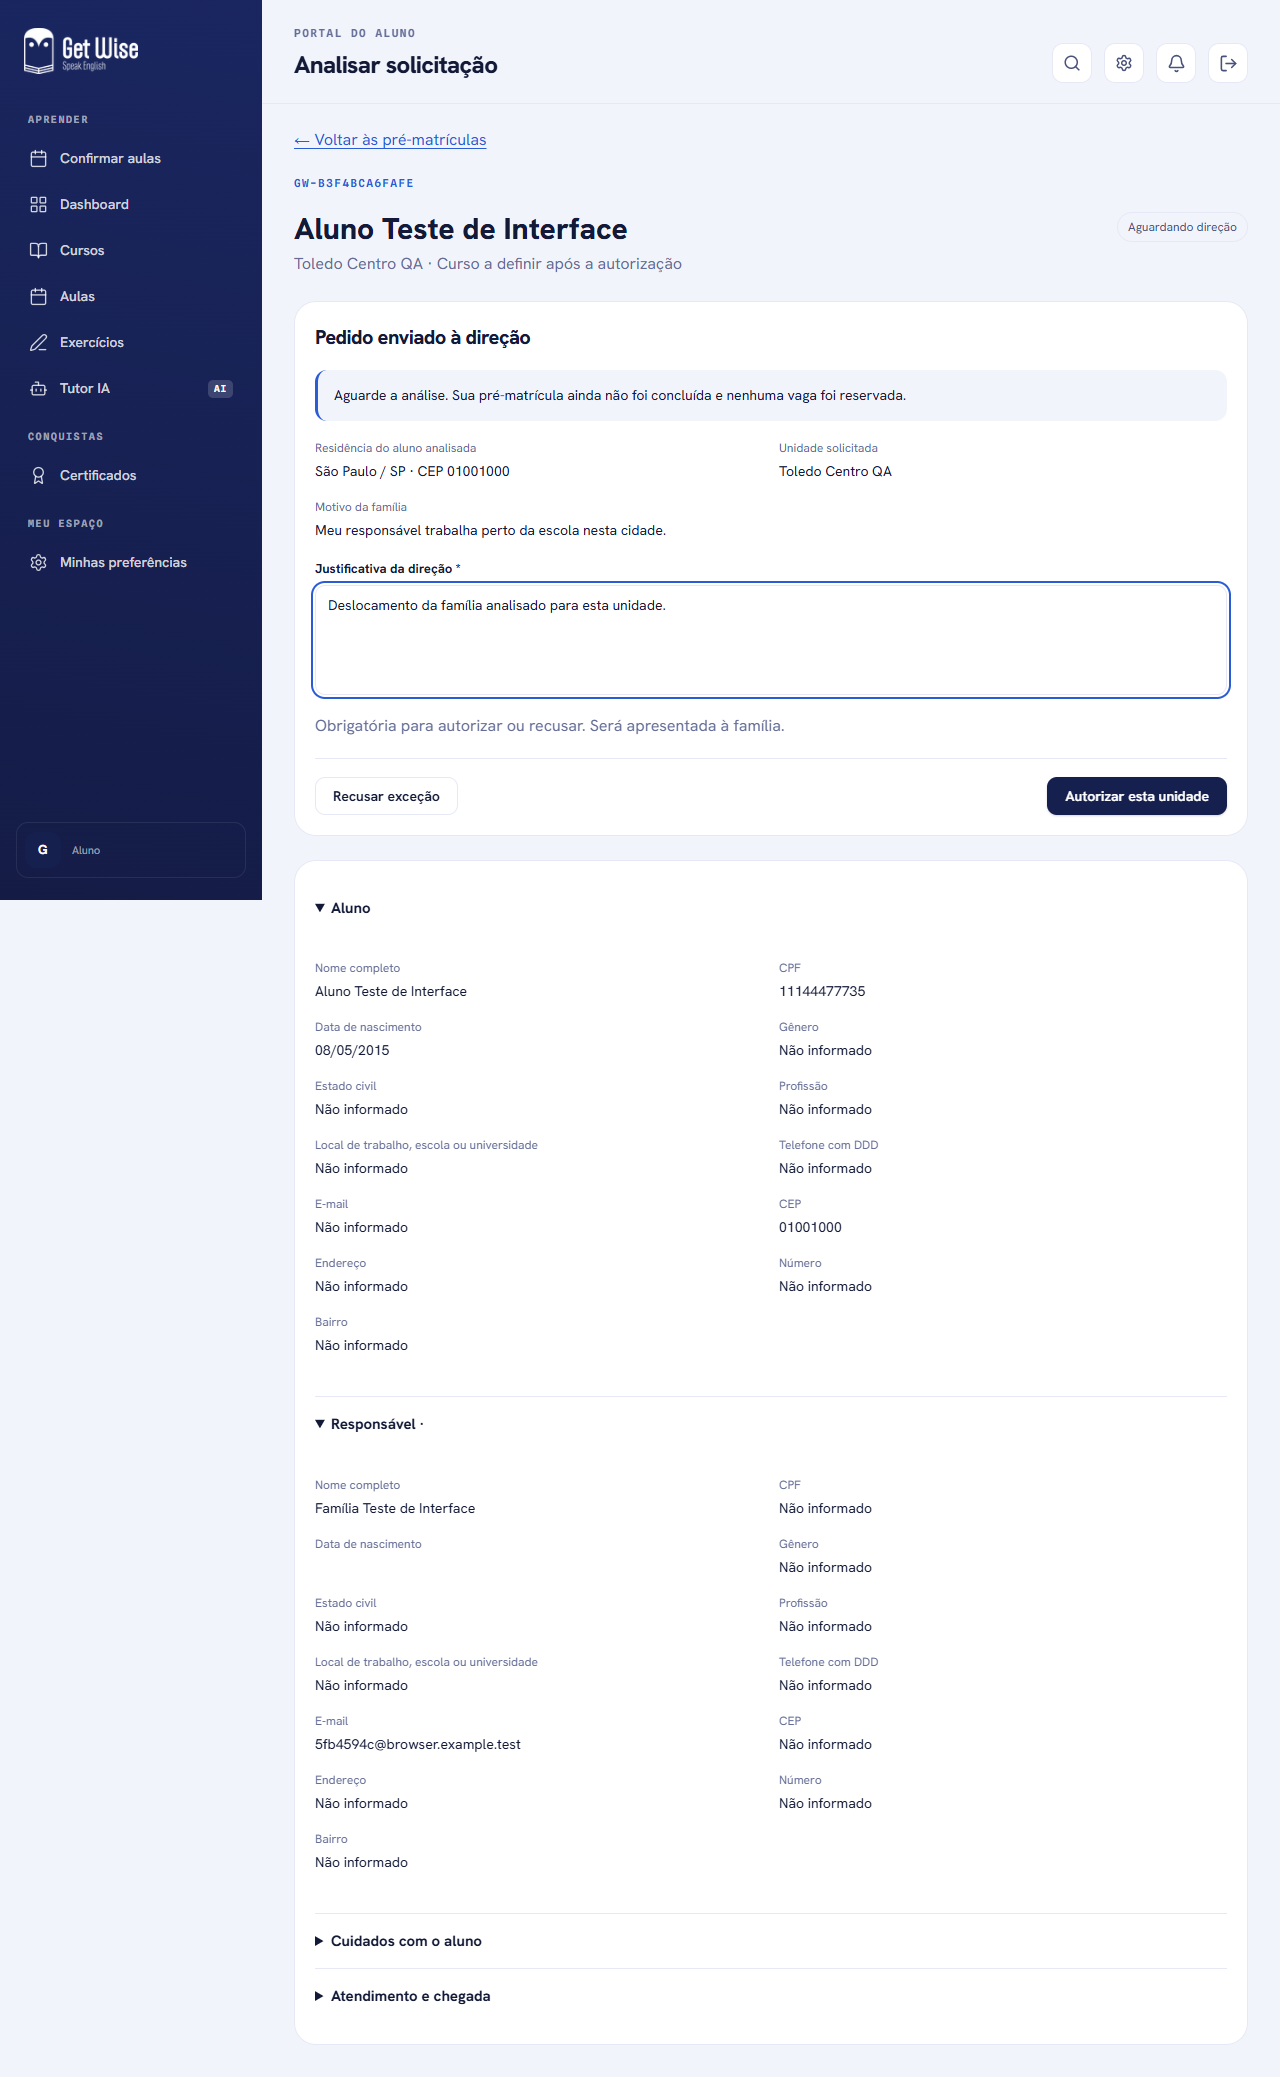 Get Wise
Speak English
APRENDER
Confirmar aulas
Dashboard
Cursos
Aulas
Exercícios
Tutor IA
AI
CONQUISTAS
Certificados
MEU ESPAÇO
Minhas preferências
G
Aluno
PORTAL DO ALUNO
Analisar solicitação
← Voltar às pré-matrículas
GW-B3F4BCA6FAFE
Aluno Teste de Interface
Aguardando direção
Toledo Centro QA · Curso a definir após a autorização
Pedido enviado à direção
Aguarde a análise. Sua pré-matrícula ainda não foi concluída e nenhuma vaga foi reservada.
Residência do aluno analisada
São Paulo / SP · CEP 01001000
Unidade solicitada
Toledo Centro QA
Motivo da família
Meu responsável trabalha perto da escola nesta cidade.
Justificativa da direção *
Deslocamento da família analisado para esta unidade.
Obrigatória para autorizar ou recusar. Será apresentada à família.
Recusar exceção
Autorizar esta unidade
▼ Aluno
Nome completo
Aluno Teste de Interface
CPF
11144477735
Data de nascimento
08/05/2015
Gênero
Não informado
Estado civil
Não informado
Profissão
Não informado
Local de trabalho, escola ou universidade
Não informado
Telefone com DDD
Não informado
E-mail
Não informado
CEP
01001000
Endereço
Não informado
Número
Não informado
Bairro
Não informado
▼ Responsável ·
Nome completo
Família Teste de Interface
CPF
Não informado
Data de nascimento
Gênero
Não informado
Estado civil
Não informado
Profissão
Não informado
Local de trabalho, escola ou universidade
Não informado
Telefone com DDD
Não informado
E-mail
5fb4594c@browser.example.test
CEP
Não informado
Endereço
Não informado
Número
Não informado
Bairro
Não informado
▶ Cuidados com o aluno
▶ Atendimento e chegada